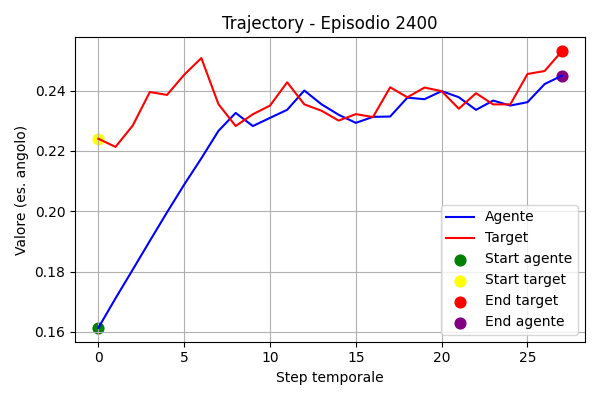 Trajectory - Episodio 2400
Valore (es. angolo)
0.24
0.22
0.20
0.18
0.16
0
5
10
15
20
25
Step temporale
Agente
Target
Start agente
Start target
End target
End agente